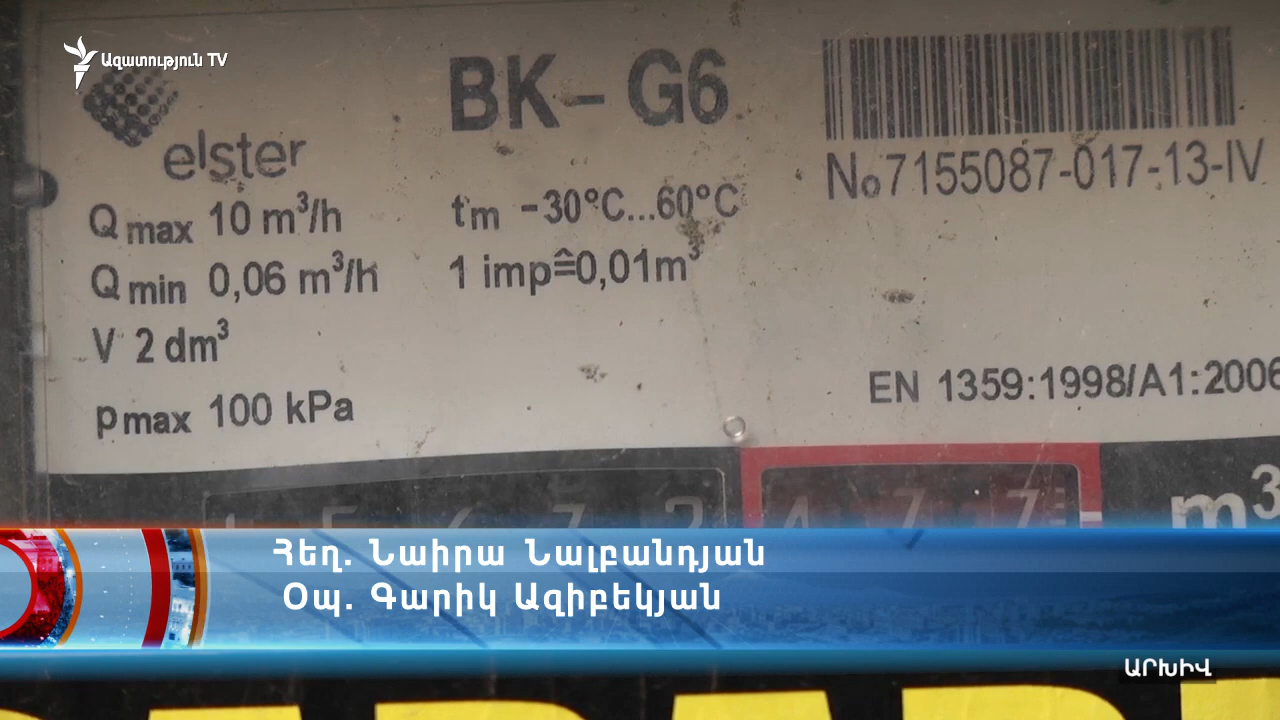 Ազատություն TV
BK-G6
elster
No7155087-017-13-IV
Q max 10 m³/h
tm -30°C...60°C
Q min 0,06 m³/h
1 imp≙0,01m³
V 2 dm³
EN 1359:1998/A1:2006
pmax 100 kPa
m³
Հեղ. Նաիրա Նալբանդյան
Օպ. Գարիկ Ազիբեկյան
ԱՐԽԻՎ